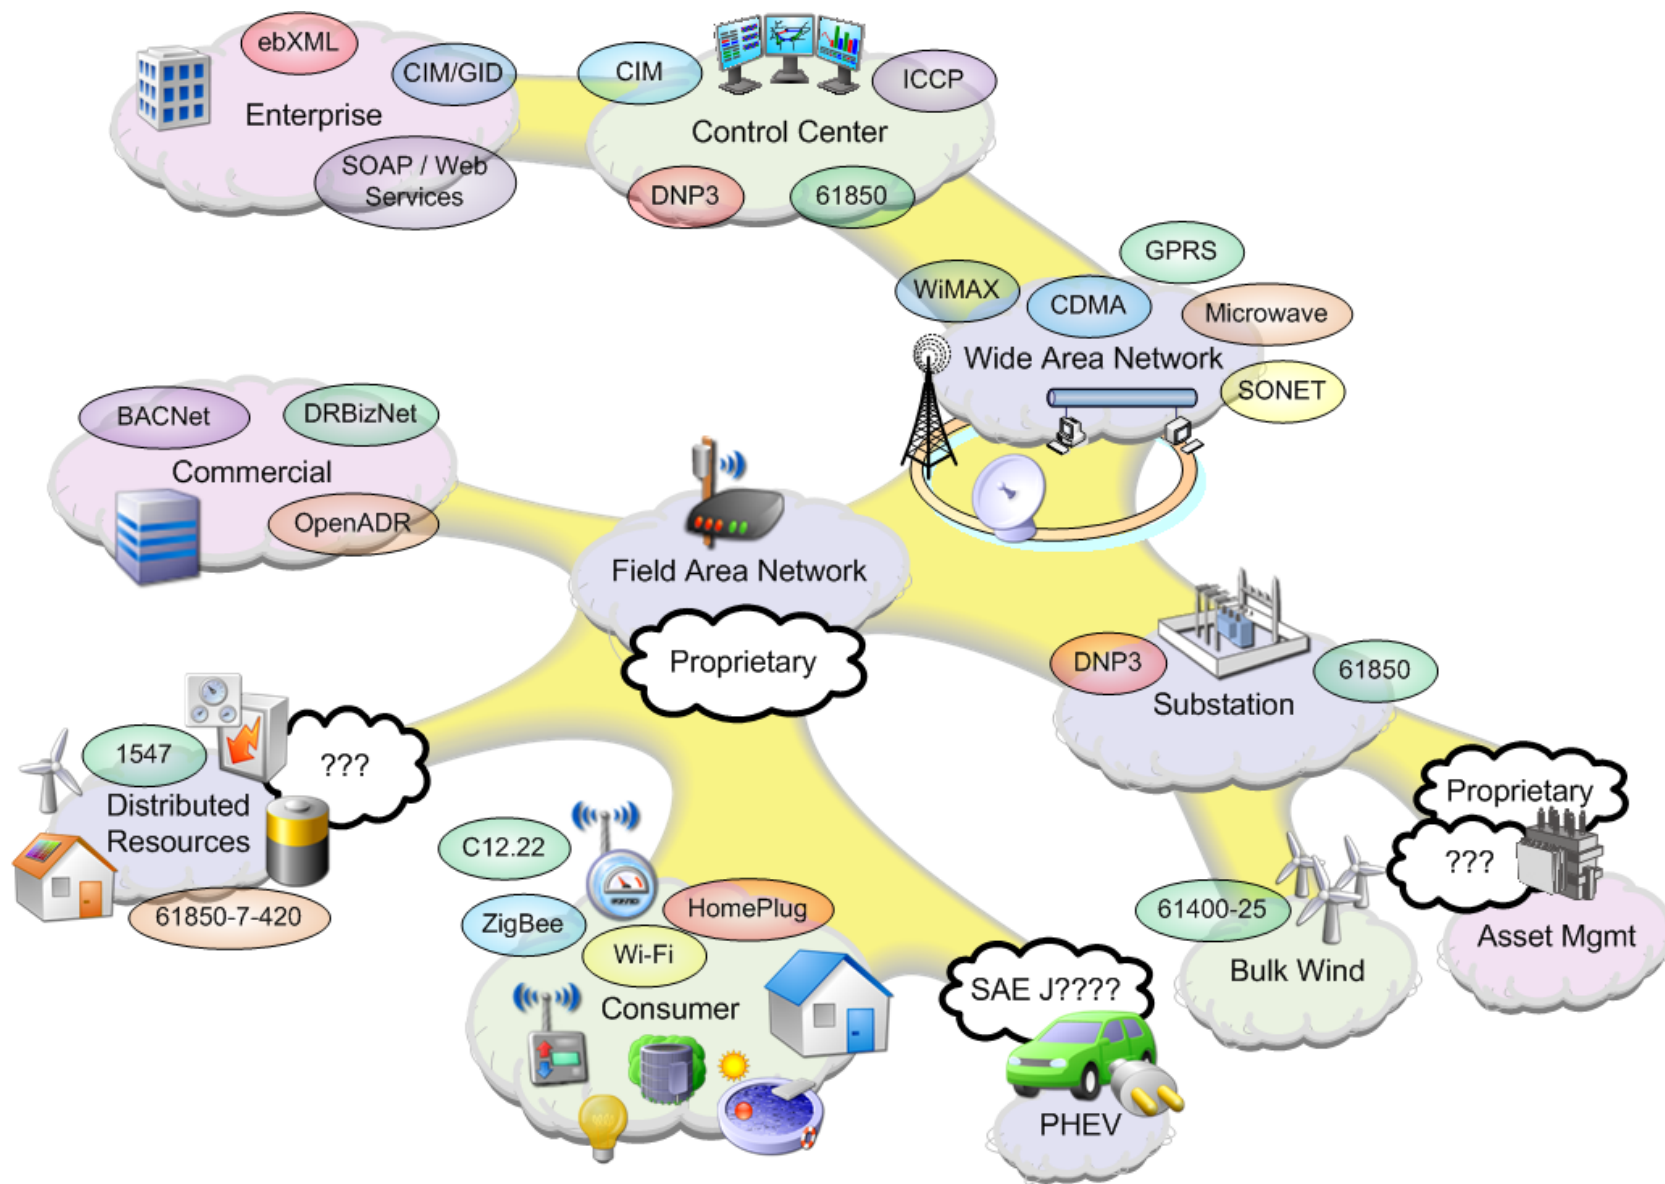 ebXML
CIM/GID
Enterprise
SOAP / Web
Services
CIM
ICCP
Control Center
DNP3
61850
GPRS
WiMAX
CDMA
Microwave
Wide Area Network
SONET
BACNet
DRBizNet
Commercial
OpenADR
Field Area Network
Proprietary
DNP3
61850
Substation
1547
???
Distributed
Resources
61850-7-420
C12.22
ZigBee
HomePlug
Wi-Fi
Consumer
SAE J????
PHEV
61400-25
Bulk Wind
Proprietary
???
Asset Mgmt